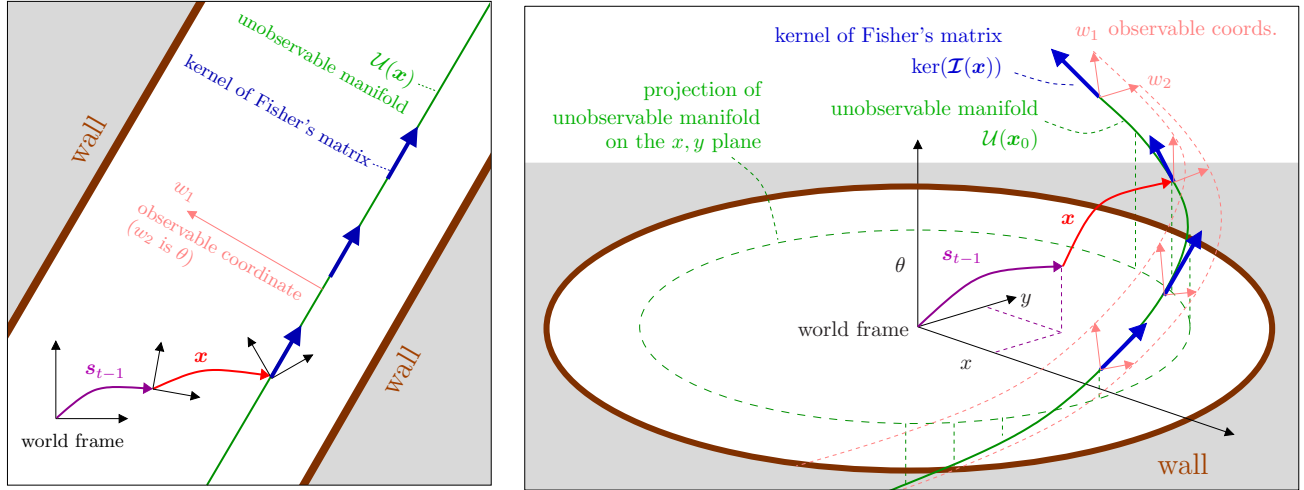 unobservable
manifold
𝒰(𝒙)
kernel of Fisher's matrix
wall
w₁
observable coordinate
(w₂ is θ)
wall
𝒔ₜ₋₁
𝒙
world frame
kernel of Fisher's matrix
ker(𝓘(𝒙))
w₁ observable coords.
w₂
projection of
unobservable manifold
on the x, y plane
unobservable manifold
𝒰(𝒙₀)
𝒙
θ
𝒔ₜ₋₁
y
world frame
x
wall